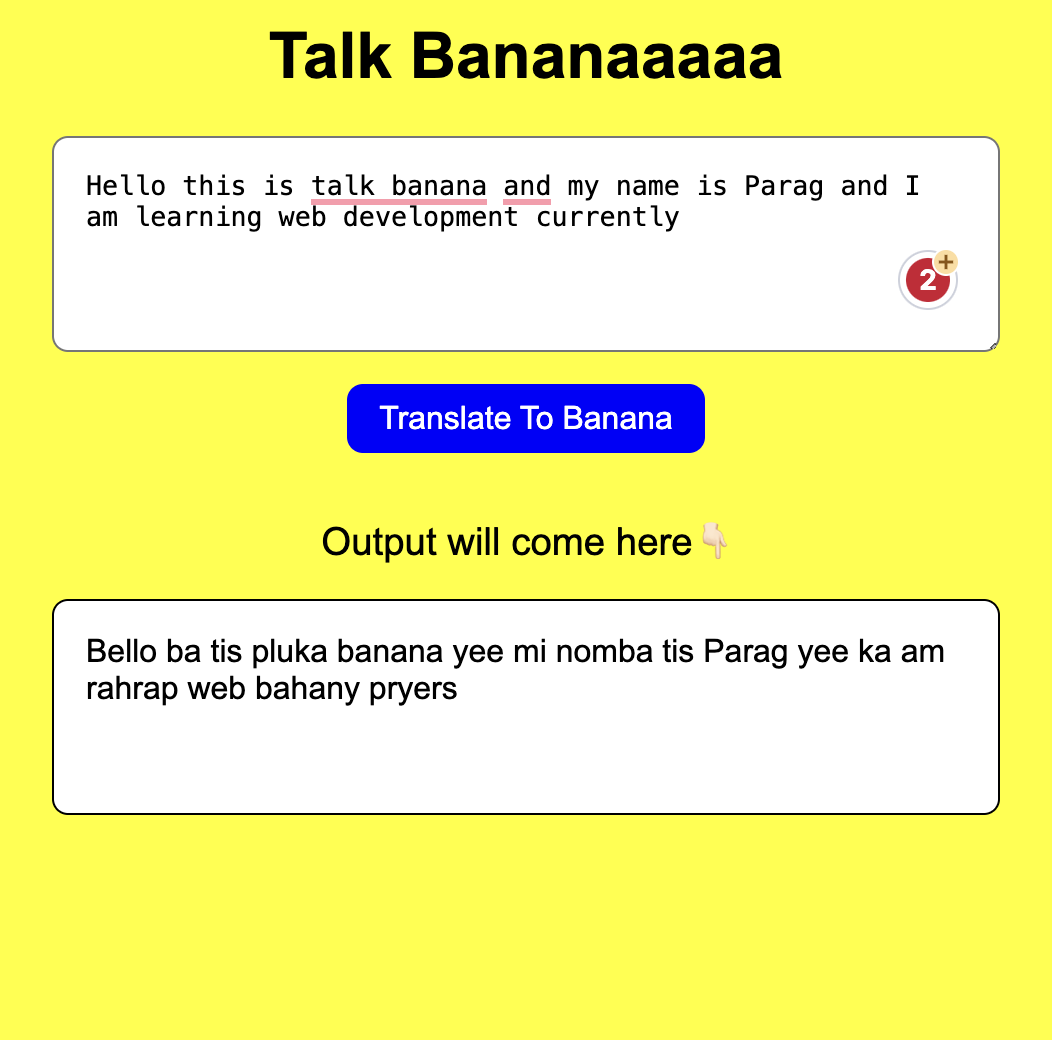 Talk Bananaaaaa
Hello this is talk banana and my name is Parag and I
am learning web development currently
2
Translate To Banana
Output will come here👇🏻
Bello ba tis pluka banana yee mi nomba tis Parag yee ka am
rahrap web bahany pryers